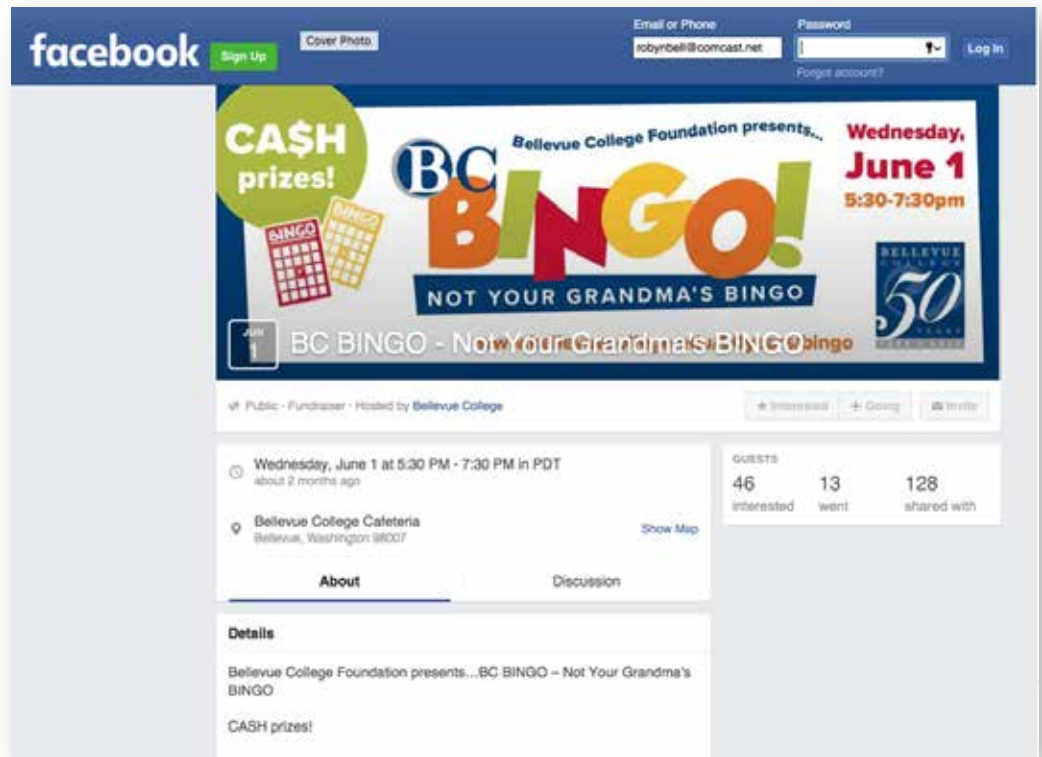 facebook
Sign Up
Cover Photo
Email or Phone
Password
robynbell@comcast.net
Log In
Forgot account?
CA$H
prizes!
BINGO
BINGO
Bellevue College Foundation presents...
BC
BINGO!
NOT YOUR GRANDMA'S BINGO
Wednesday,
June 1
5:30-7:30pm
BELLEVUE
COLLEGE
50
YEARS
JUN
1
BC BINGO - Not Your Grandma's BINGO
bingo
Public · Fundraiser · Hosted by Bellevue College
Interested
Going
Invite
Wednesday, June 1 at 5:30 PM - 7:30 PM in PDT
about 2 months ago
Bellevue College Cafeteria
Bellevue, Washington 98007
Show Map
GUESTS
46
13
128
interested
went
shared with
About
Discussion
Details
Bellevue College Foundation presents...BC BINGO – Not Your Grandma's
BINGO
CASH prizes!